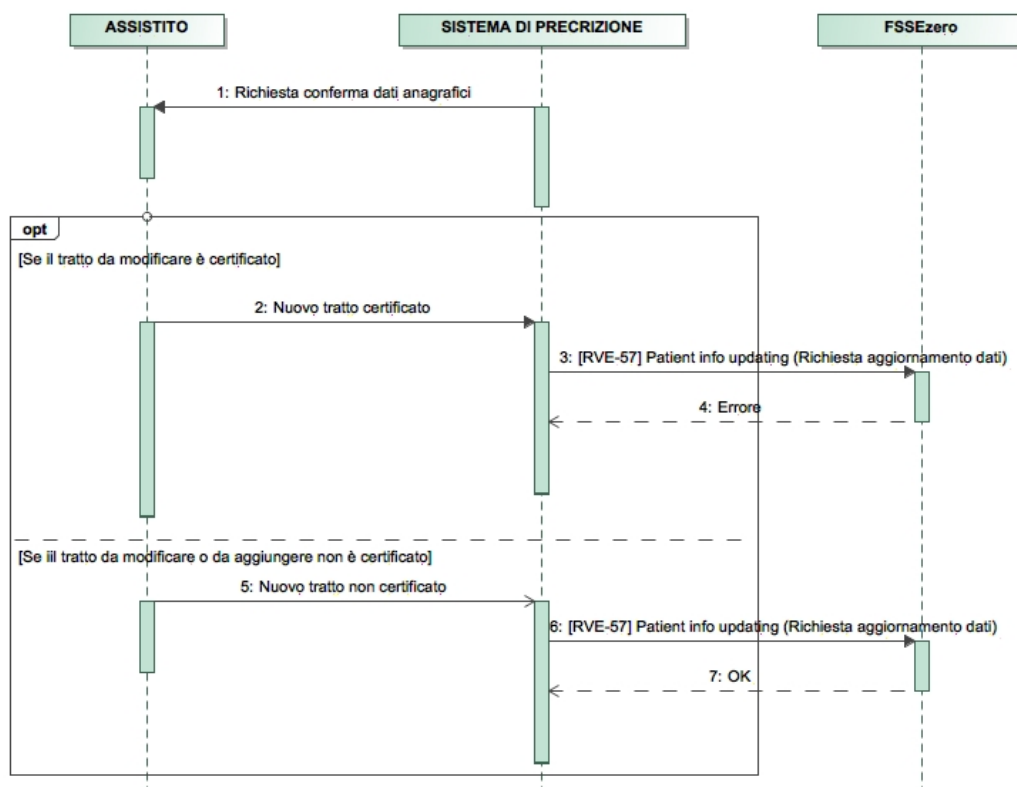 ASSISTITO
SISTEMA DI PRECRIZIONE
FSSEzero
1: Richiesta conferma dati anagrafici
opt
[Se il tratto da modificare è certificato]
2: Nuovo tratto certificato
3: [RVE-57] Patient info updating (Richiesta aggiornamento dati)
4: Errore
[Se iil tratto da modificare o da aggiungere non è certificato]
5: Nuovo tratto non certificato
6: [RVE-57] Patient info updating (Richiesta aggiornamento dati)
7: OK